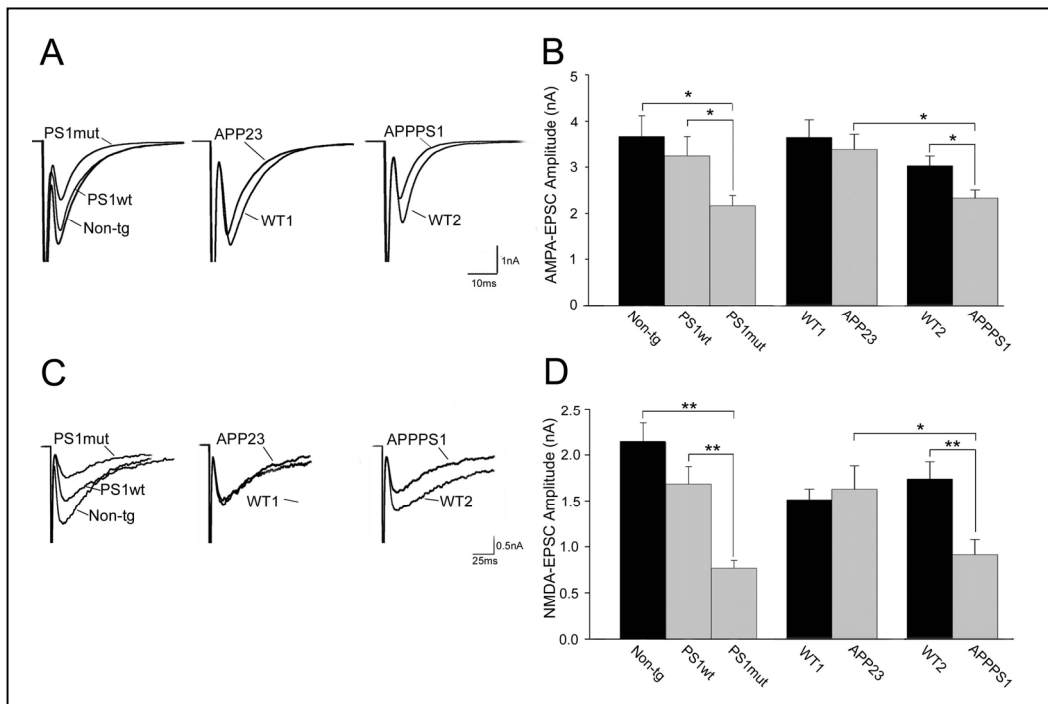 A
PS1mut
PS1wt
Non-tg
APP23
WT1
APPPS1
WT2
1nA
10ms
B
AMPA-EPSC Amplitude (nA)
5
4
3
2
1
0
*
*
*
*
Non-tg
PS1wt
PS1mut
WT1
APP23
WT2
APPPS1
C
PS1mut
PS1wt
Non-tg
APP23
WT1
APPPS1
WT2
0.5nA
25ms
D
NMDA-EPSC Amplitude (nA)
2.5
2.0
1.5
1.0
0.5
0.0
**
**
*
**
Non-tg
PS1wt
PS1mut
WT1
APP23
WT2
APPPS1